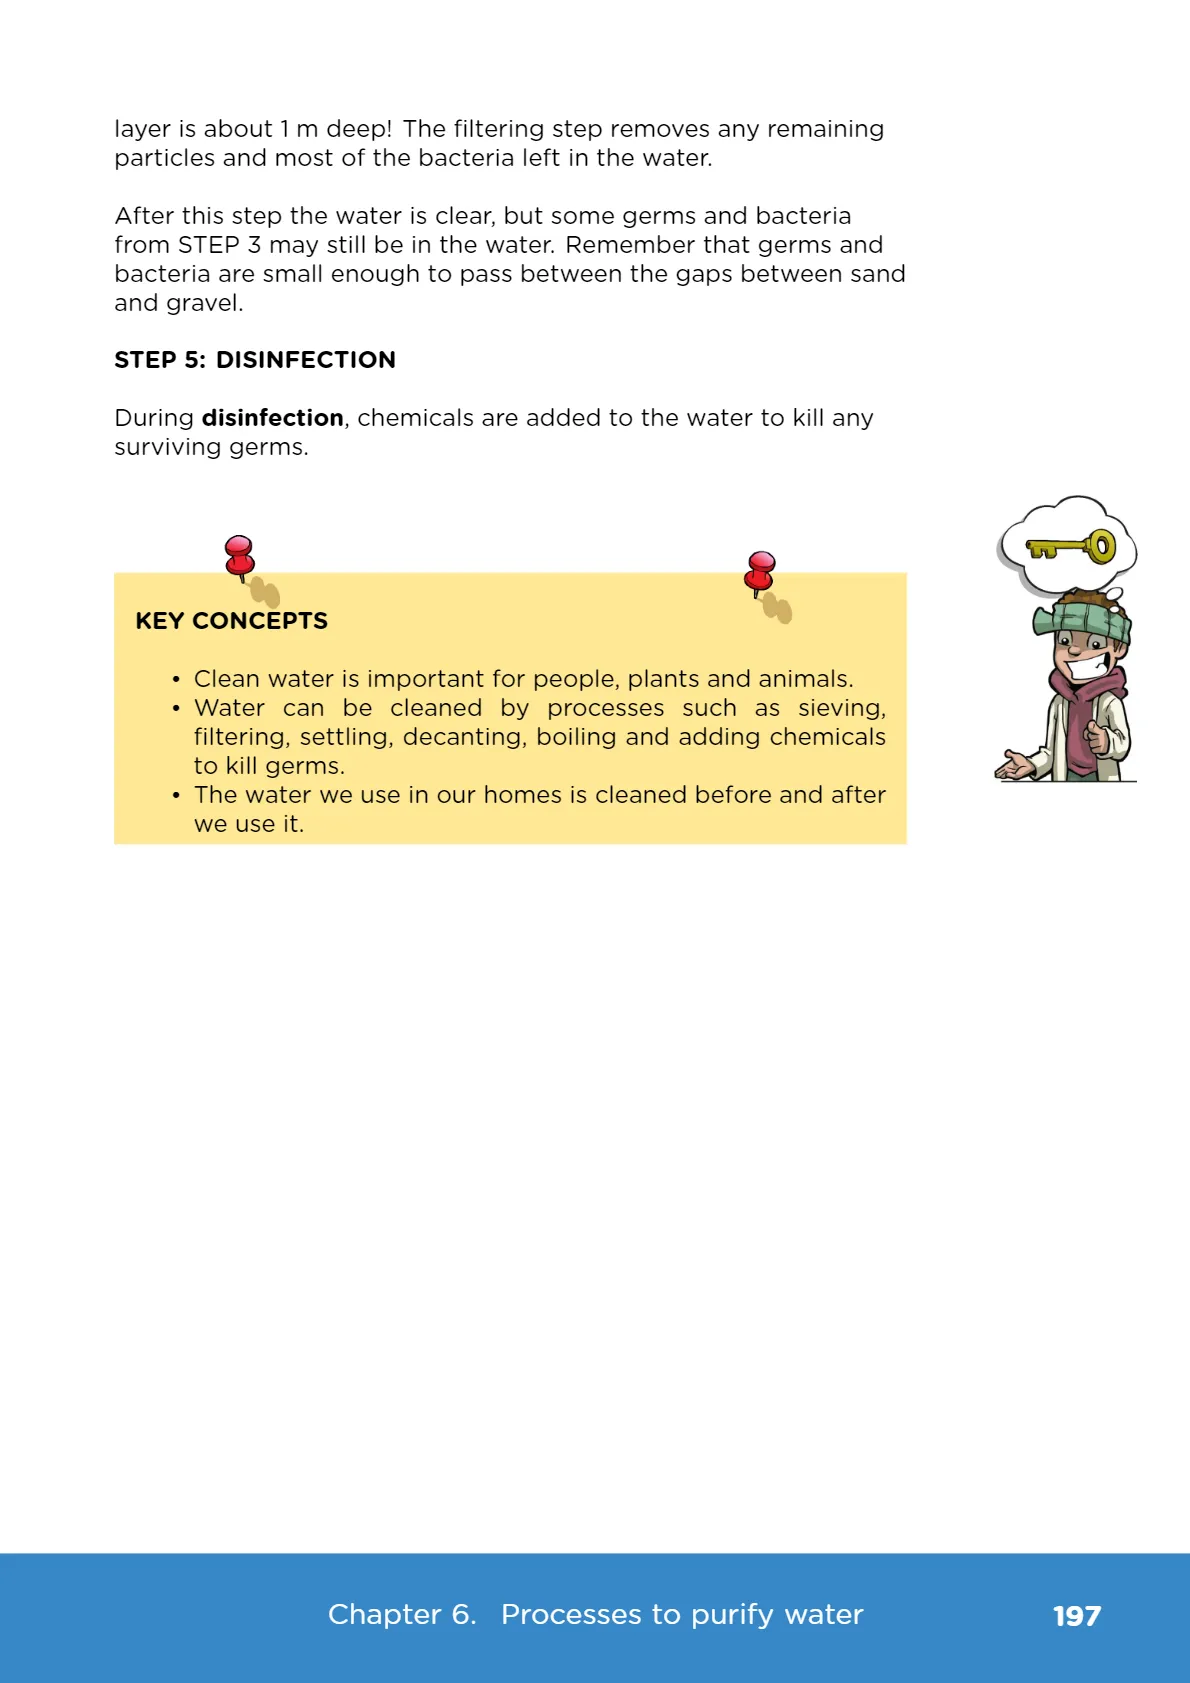 layer is about 1 m deep! The filtering step removes any remaining
particles and most of the bacteria left in the water.
After this step the water is clear, but some germs and bacteria
from STEP 3 may still be in the water. Remember that germs and
bacteria are small enough to pass between the gaps between sand
and gravel.
STEP 5: DISINFECTION
During disinfection, chemicals are added to the water to kill any
surviving germs.
KEY CONCEPTS
• Clean water is important for people, plants and animals.
• Water can be cleaned by processes such as sieving,
filtering, settling, decanting, boiling and adding chemicals
to kill germs.
• The water we use in our homes is cleaned before and after
we use it.
Chapter 6. Processes to purify water 197